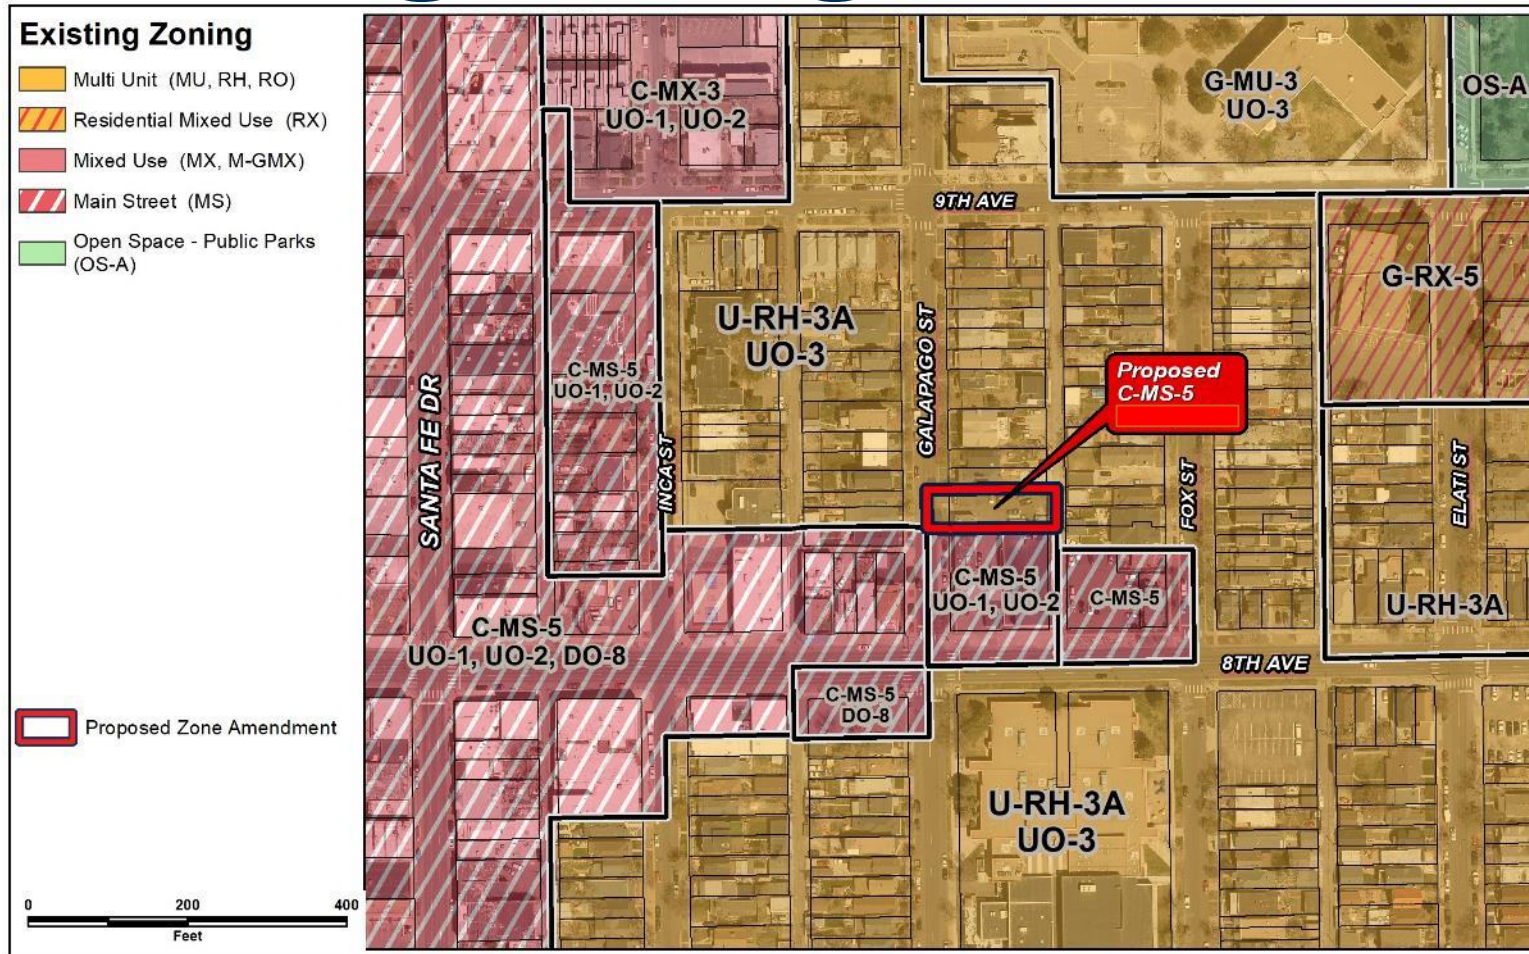 Existing Zoning
Multi Unit (MU, RH, RO)
Residential Mixed Use (RX)
Mixed Use (MX, M-GMX)
Main Street (MS)
Open Space - Public Parks
(OS-A)
Proposed Zone Amendment
0 200 400
Feet
C-MX-3
UO-1, UO-2
G-MU-3
UO-3
OS-A
9TH AVE
G-RX-5
U-RH-3A
UO-3
GALAPAGO ST
Proposed
C-MS-5
C-MS-5
UO-1, UO-2
SANTA FE DR
INCA ST
FOX ST
ELATI ST
C-MS-5
UO-1, UO-2
C-MS-5
U-RH-3A
C-MS-5
UO-1, UO-2, DO-8
8TH AVE
C-MS-5
DO-8
U-RH-3A
UO-3